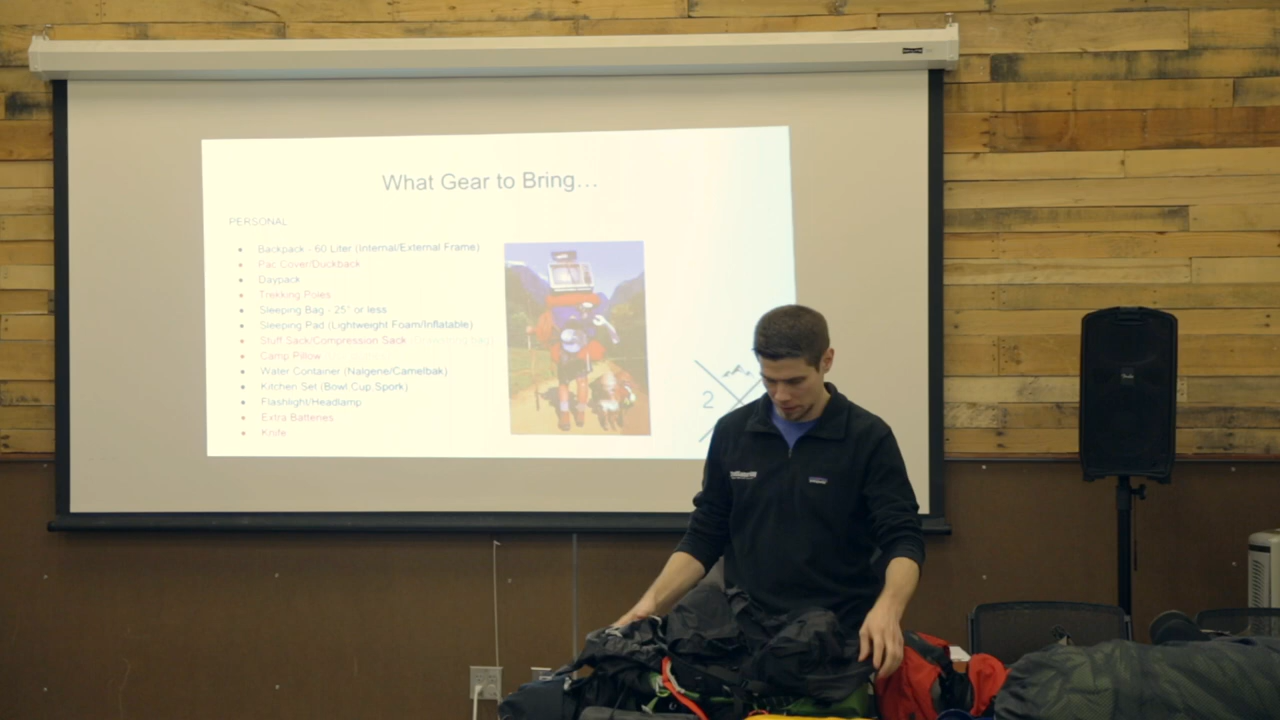 What Gear to Bring...
PERSONAL
Backpack - 60 Liter (Internal/External Frame)
Pac Cover/Duckback
Daypack
Trekking Poles
Sleeping Bag - 25° or less
Sleeping Pad (Lightweight Foam/Inflatable)
Stuff Sack/Compression Sack
Camp Pillow
Water Container (Nalgene/Camelbak)
Kitchen Set (Bowl Cup Spork)
Flashlight/Headlamp
Extra Batteries
Knife
2
patagonia